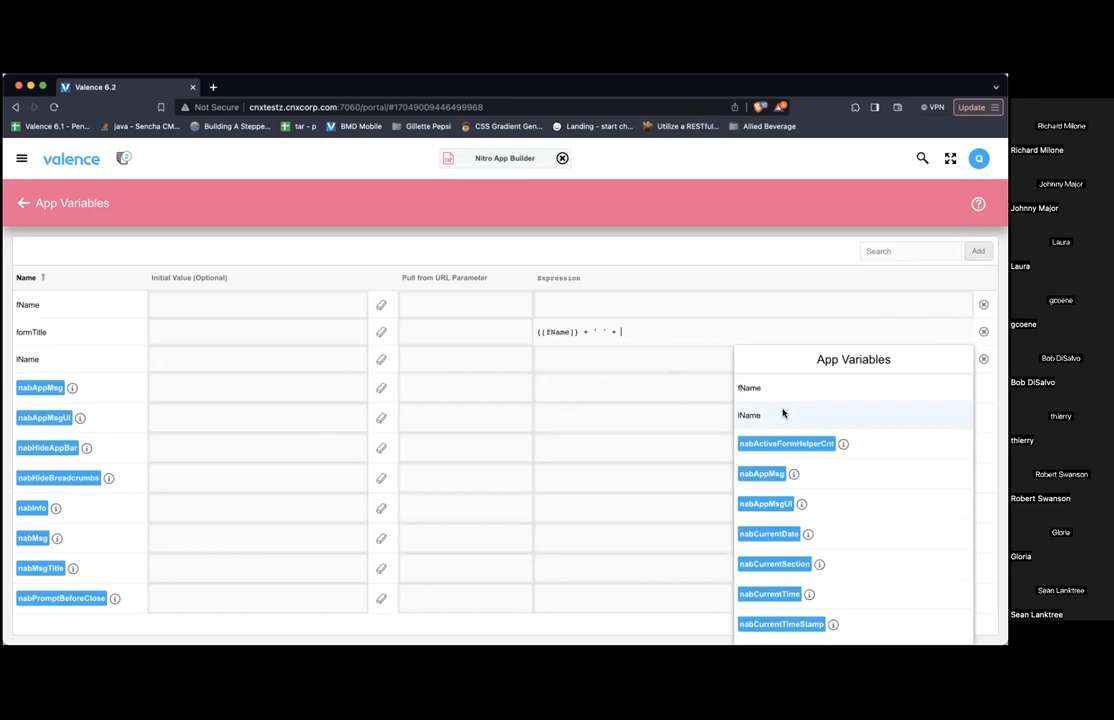 Valence 6.2
Not Secure cnxtestz.cnxcorp.com:7060/portal/#17049009446499968
VPN
Update
Valence 6.1 - Pen...
java - Sencha CM...
Building A Steppe...
tar - p
BMD Mobile
Gillette Pepsi
CSS Gradient Gen...
Landing - start ch...
Utilize a RESTful...
Allied Beverage
valence
Nitro App Builder
Q
App Variables
Search
Add
Name
Initial Value (Optional)
Pull from URL Parameter
Expression
fName
formTitle
{[fName]} + ' ' +
lName
nabAppMsg
nabAppMsgUI
nabHideAppBar
nabHideBreadcrumbs
nabInfo
nabMsg
nabMsgTitle
nabPromptBeforeClose
App Variables
fName
lName
nabActiveFormHelperCnt
nabAppMsg
nabAppMsgUI
nabCurrentDate
nabCurrentSection
nabCurrentTime
nabCurrentTimeStamp
Richard Milone
Richard Milone
Johnny Major
Johnny Major
Laura
Laura
gcoene
gcoene
Bob DiSalvo
Bob DiSalvo
thierry
thierry
Robert Swanson
Robert Swanson
Gloria
Gloria
Sean Lanktree
Sean Lanktree